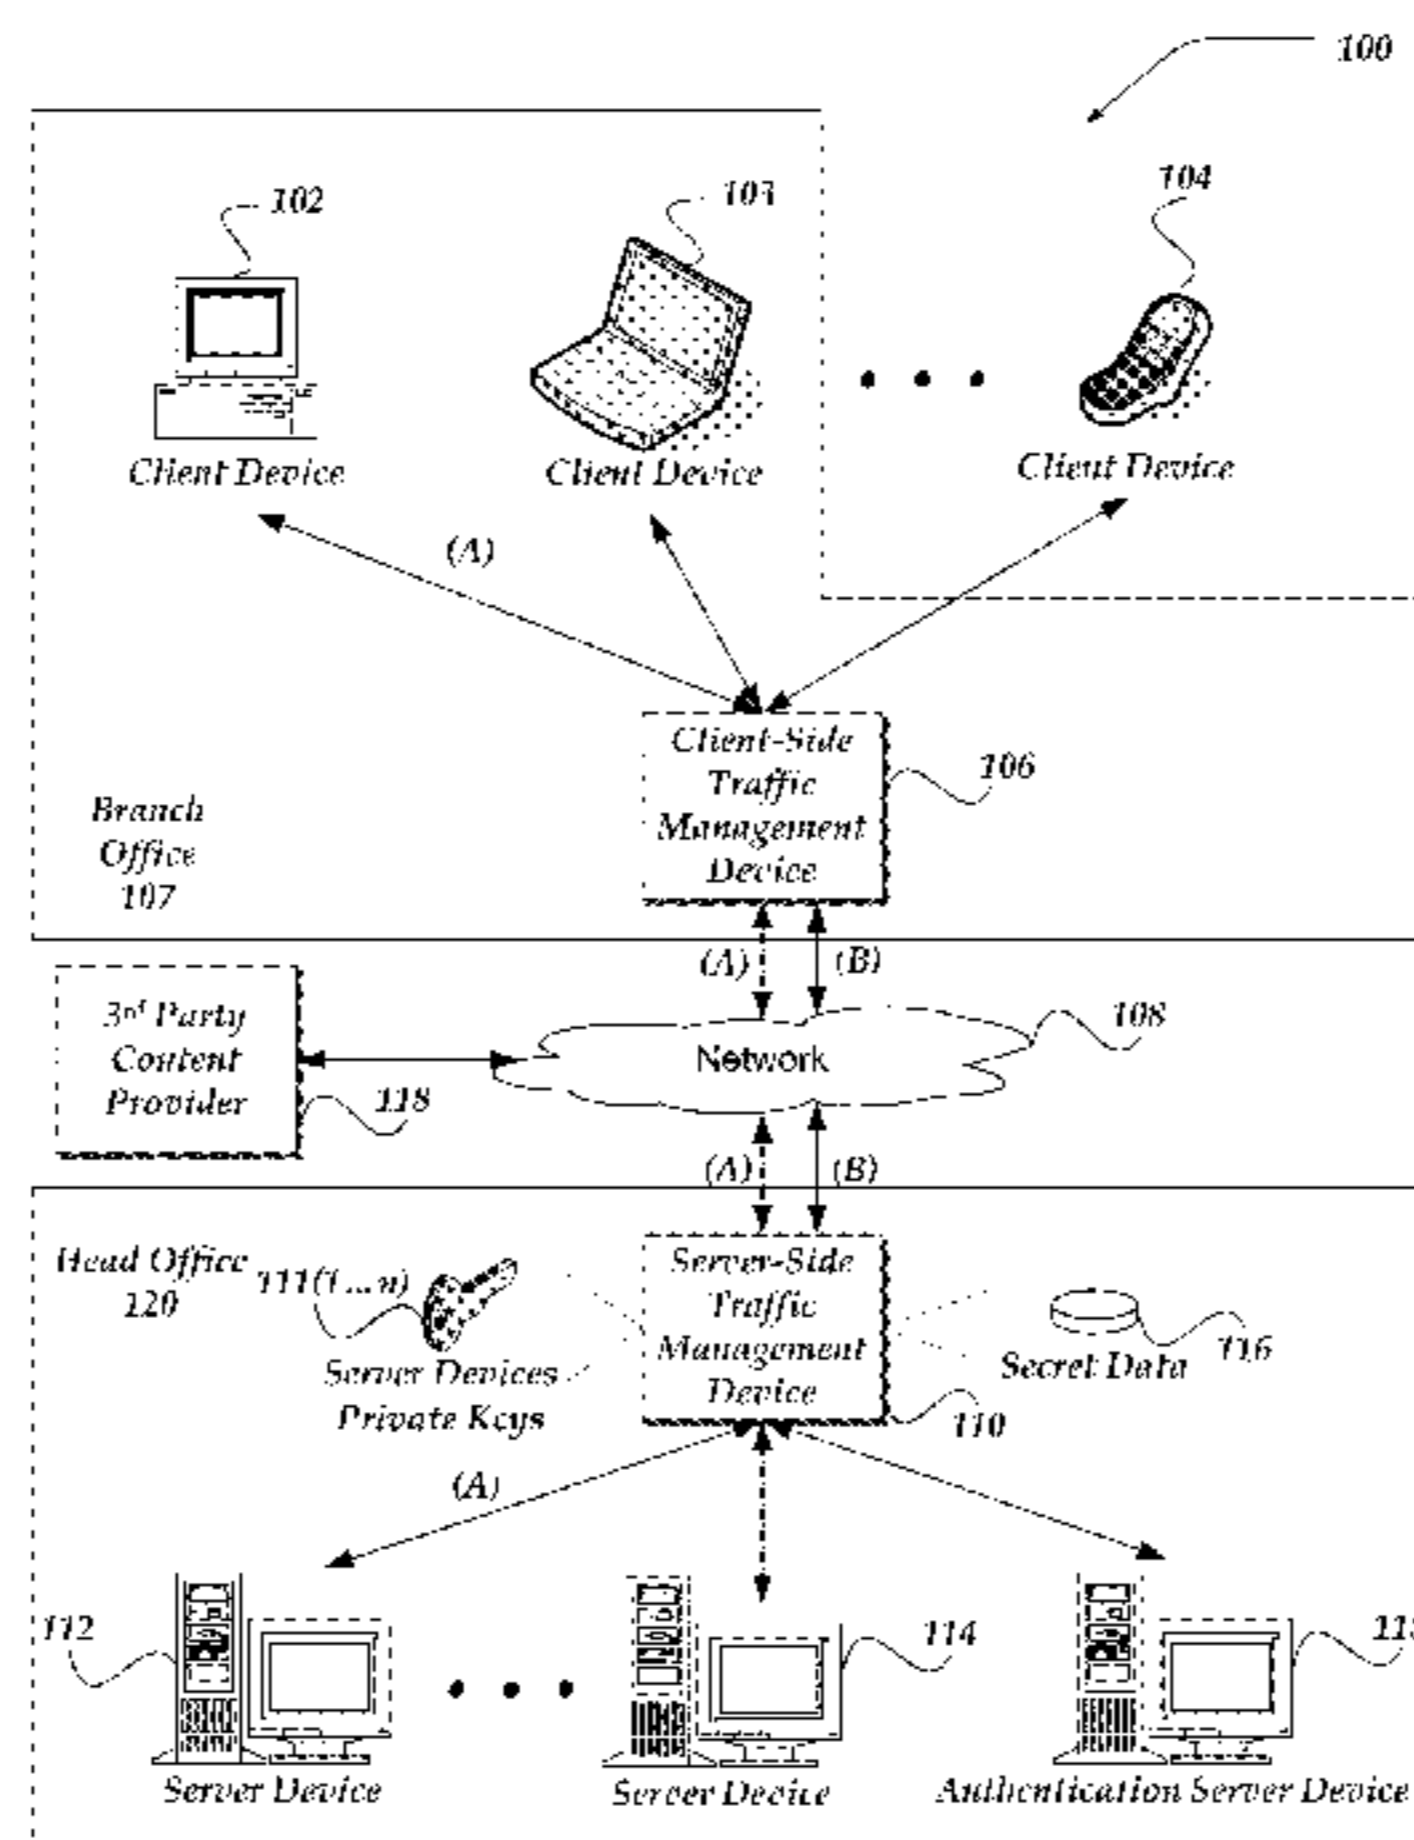 100
102
103
104
Client Device
Client Device
Client Device
(A)
Client-Side
Traffic
Management
Device
106
Branch
Office
107
(A)
(B)
3rd Party
Content
Provider
118
Network
108
(A)
(B)
Head Office
120
111(1...n)
Server Devices
Private Keys
Server-Side
Traffic
Management
Device
110
Secret Data
116
(A)
112
114
Server Device
Server Device
Authentication Server Device